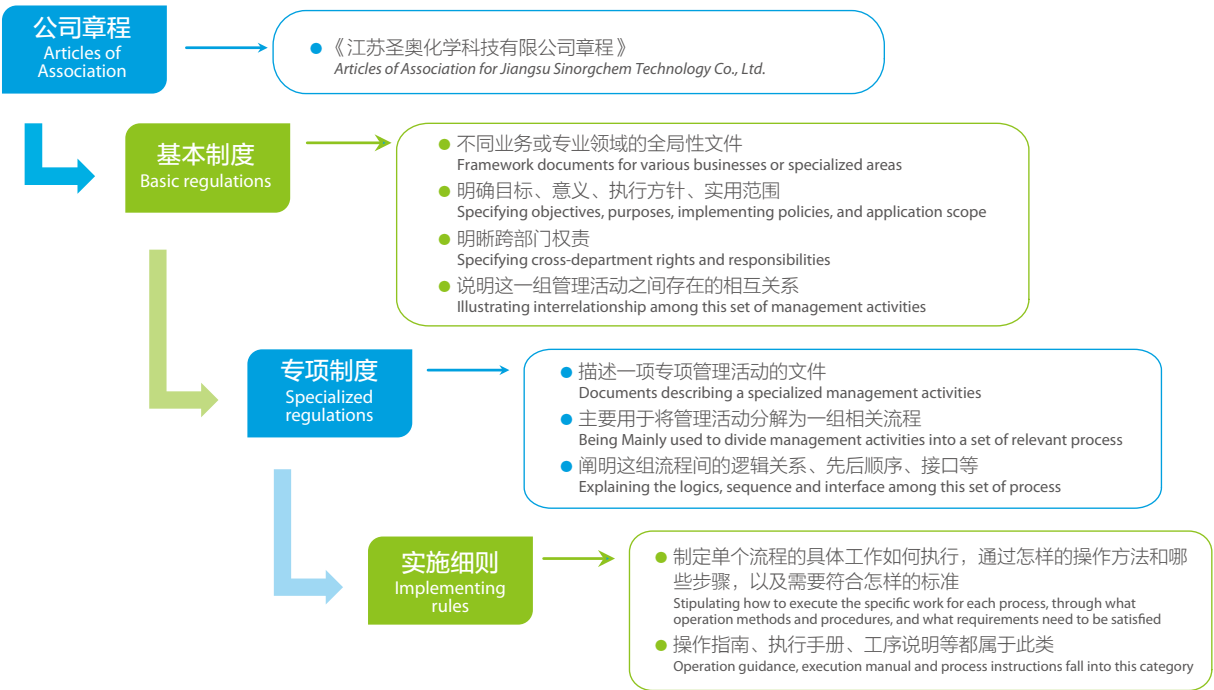 公司章程
Articles of
Association
● 《江苏圣奥化学科技有限公司章程》
Articles of Association for Jiangsu Sinorgchem Technology Co., Ltd.
基本制度
Basic regulations
● 不同业务或专业领域的全局性文件
Framework documents for various businesses or specialized areas
● 明确目标、意义、执行方针、实用范围
Specifying objectives, purposes, implementing policies, and application scope
● 明晰跨部门权责
Specifying cross-department rights and responsibilities
● 说明这一组管理活动之间存在的相互关系
Illustrating interrelationship among this set of management activities
专项制度
Specialized
regulations
● 描述一项专项管理活动的文件
Documents describing a specialized management activities
● 主要用于将管理活动分解为一组相关流程
Being Mainly used to divide management activities into a set of relevant process
● 阐明这组流程间的逻辑关系、先后顺序、接口等
Explaining the logics, sequence and interface among this set of process
实施细则
Implementing
rules
● 制定单个流程的具体工作如何执行，通过怎样的操作方法和哪
些步骤，以及需要符合怎样的标准
Stipulating how to execute the specific work for each process, through what
operation methods and procedures, and what requirements need to be satisfied
● 操作指南、执行手册、工序说明等都属于此类
Operation guidance, execution manual and process instructions fall into this category